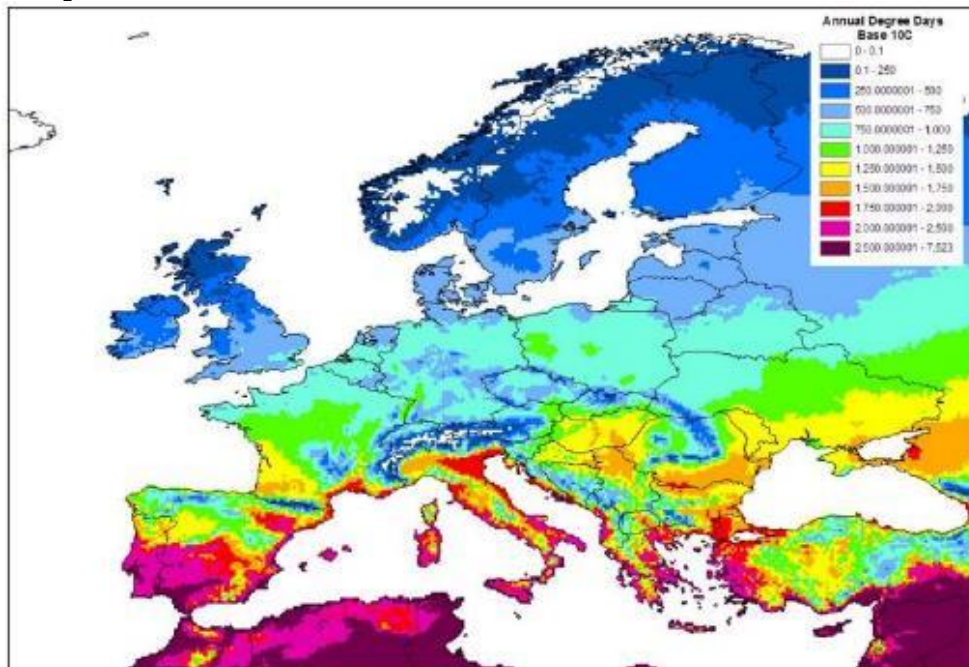 Annual Degree Days
Base 10C
0 - 0.1
0.1 - 250
250.0000001 - 500
500.0000001 - 750
750.0000001 - 1,000
1,000.000001 - 1,250
1,250.000001 - 1,500
1,500.000001 - 1,750
1,750.000001 - 2,000
2,000.000001 - 2,500
2,500.000001 - 7,523